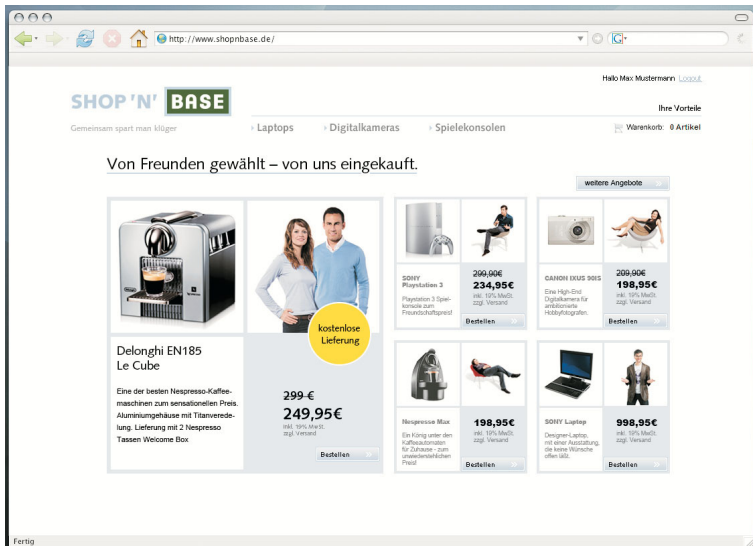 http://www.shopnbase.de/
Hallo Max Mustermann Logout
SHOP 'N' BASE
Ihre Vorteile
Gemeinsam spart man klüger
Laptops
Digitalkameras
Spielekonsolen
Warenkorb: 0 Artikel
Von Freunden gewählt – von uns eingekauft.
weitere Angebote
kostenlose
Lieferung
Delonghi EN185
Le Cube
Eine der besten Nespresso-Kaffee-
maschinen zum sensationellen Preis.
Aluminiumgehäuse mit Titanverede-
lung. Lieferung mit 2 Nespresso
Tassen Welcome Box
299 €
249,95€
inkl. 19% MwSt.
zzgl. Versand
Bestellen
SONY
Playstation 3
Playstation 3 Spiel-
konsole zum
Freundschaftspreis!
299,90€
234,95€
inkl. 19% MwSt.
zzgl. Versand
Bestellen
CANON IXUS 90IS
Eine High-End
Digitalkamera für
ambitionierte
Hobbyfotografen.
209,90€
198,95€
inkl. 19% MwSt.
zzgl. Versand
Bestellen
Nespresso Max
Ein König unter den
Kaffeeautomaten
für Zuhause - zum
unwiederstehlichen
Preis!
198,95€
inkl. 19% MwSt.
zzgl. Versand
Bestellen
SONY Laptop
Designer-Laptop,
mit einer Ausstattung,
die keine Wünsche
offen läßt.
998,95€
inkl. 19% MwSt.
zzgl. Versand
Bestellen
Fertig